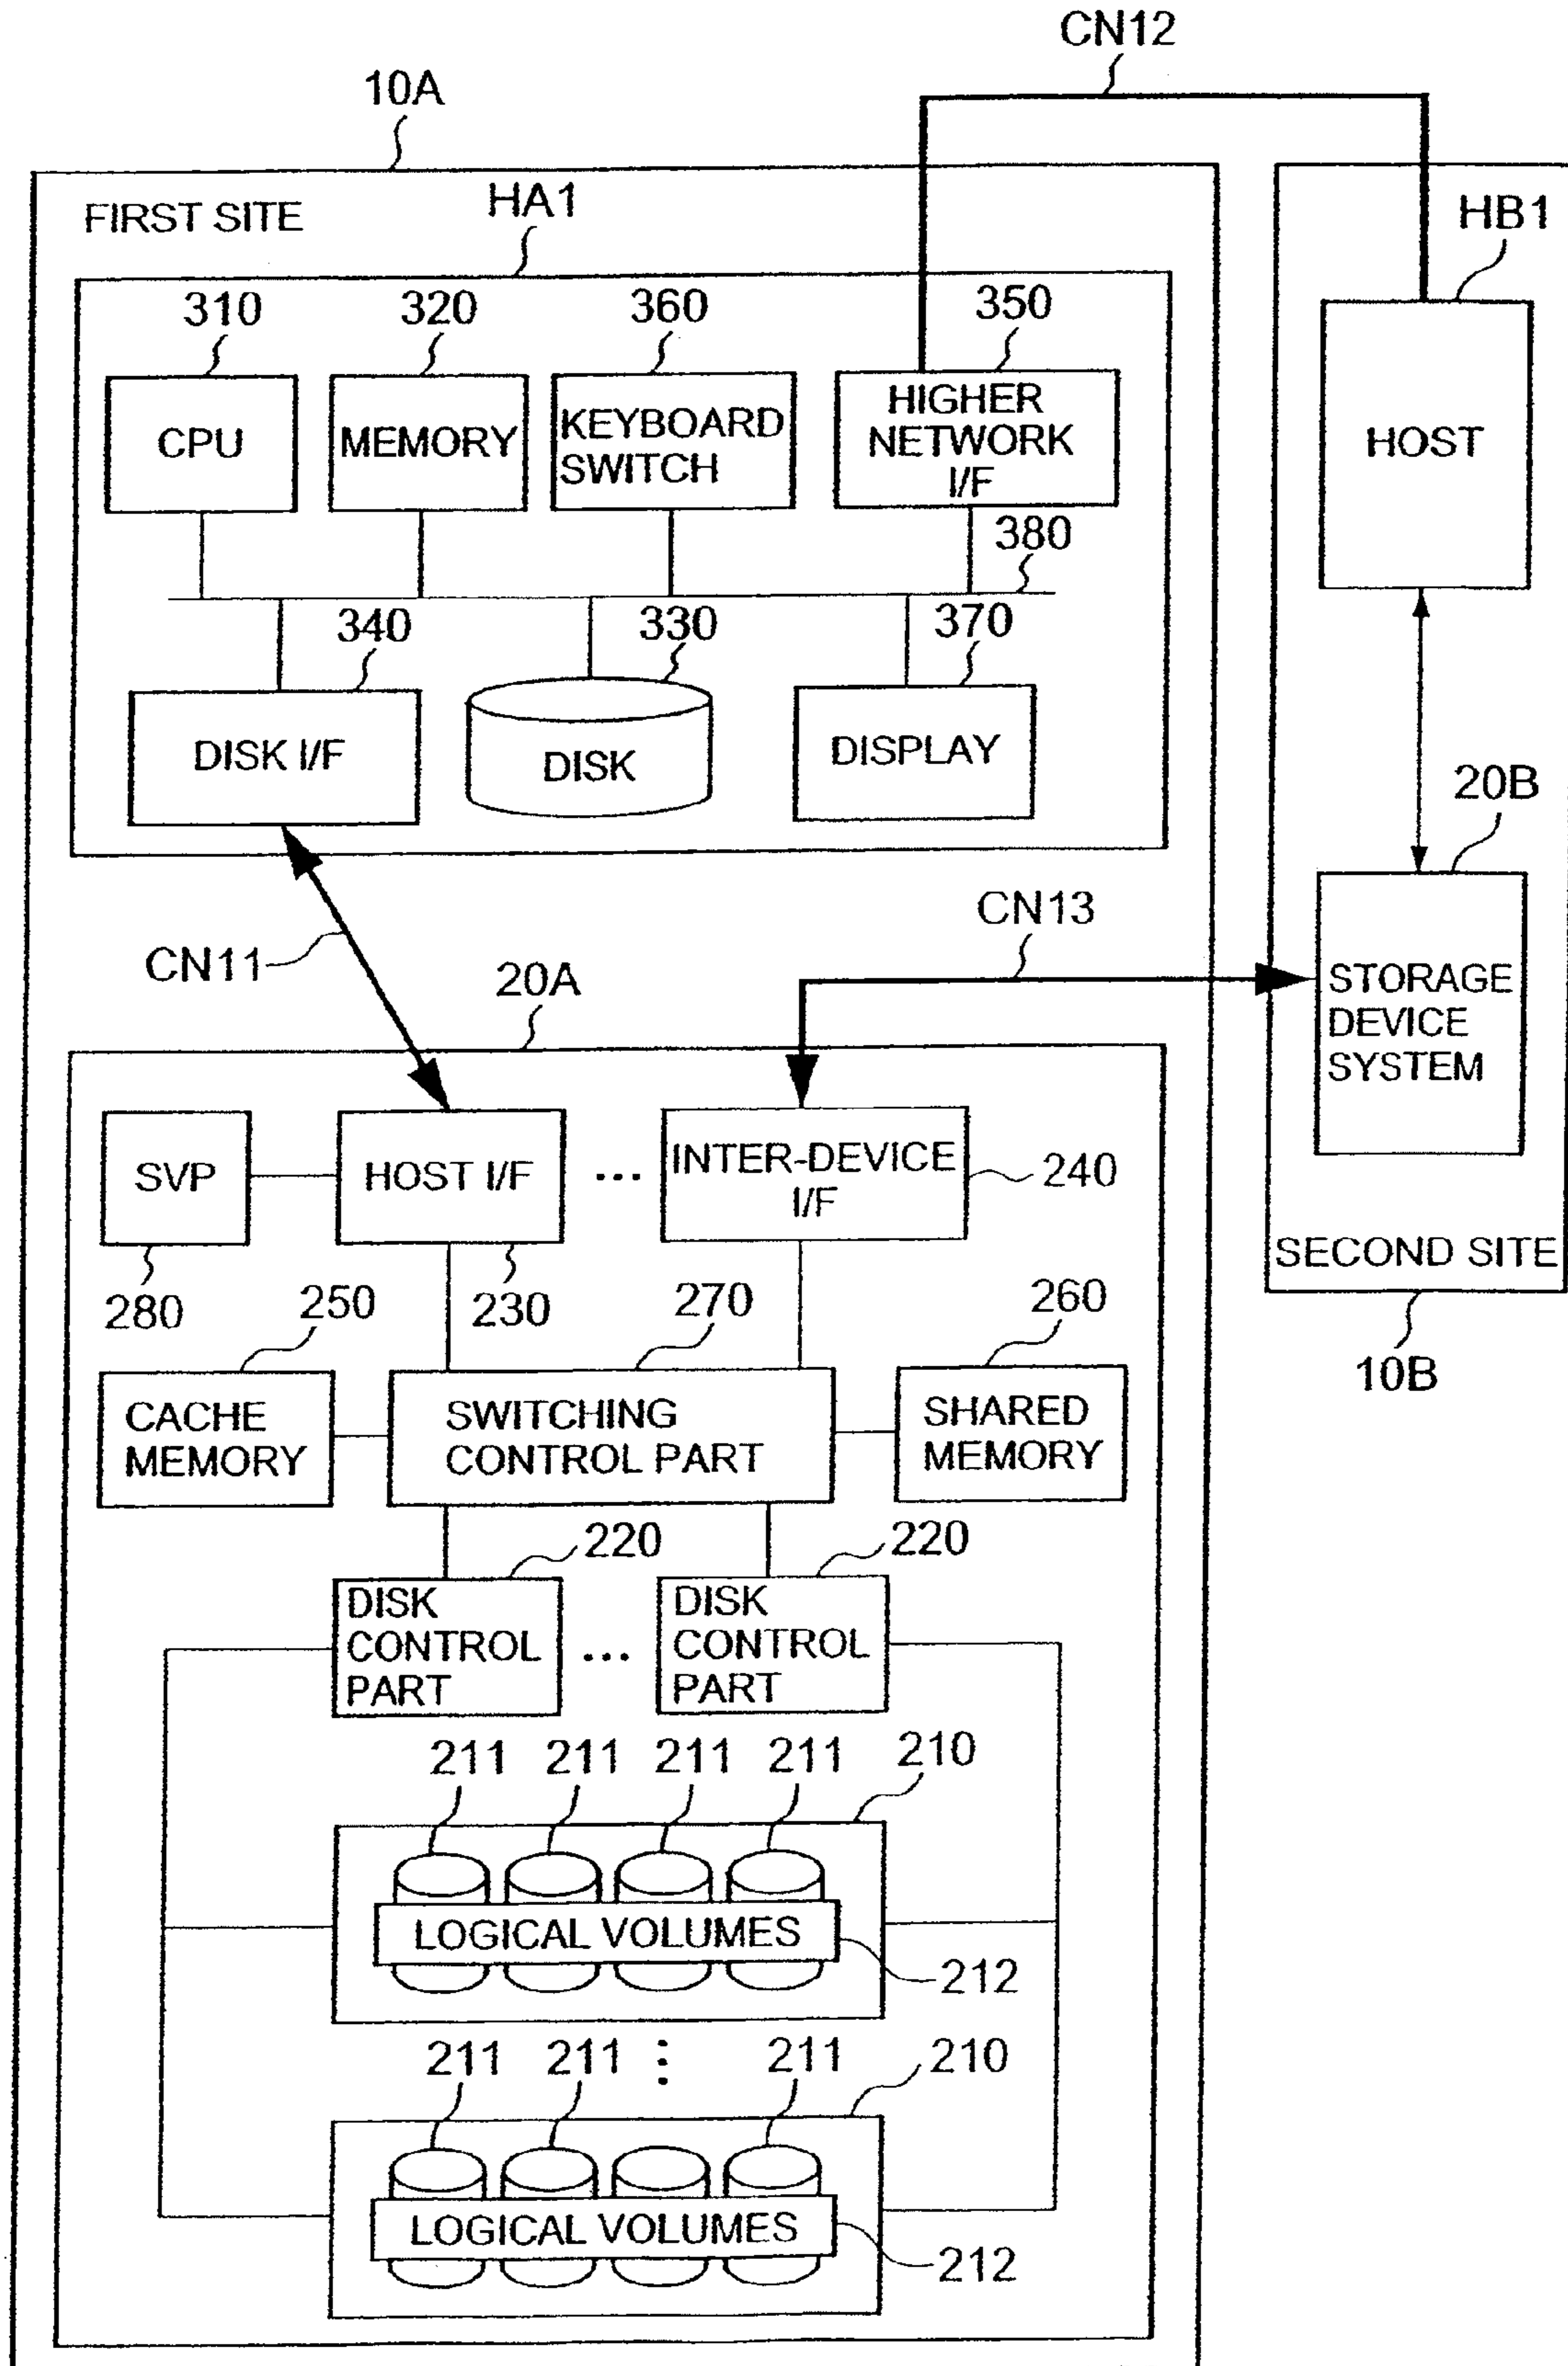 CN12
10A
FIRST SITE
HA1
HB1
310
320
360
350
CPU
MEMORY
KEYBOARD
SWITCH
HIGHER
NETWORK
I/F
HOST
380
340
330
370
DISK I/F
DISK
DISPLAY
20B
CN11
CN13
20A
STORAGE
DEVICE
SYSTEM
SVP
HOST I/F
...
INTER-DEVICE
I/F
240
SECOND SITE
280
250
230
270
260
10B
CACHE
MEMORY
SWITCHING
CONTROL PART
SHARED
MEMORY
220
220
DISK
CONTROL
PART
...
DISK
CONTROL
PART
211
211
211
211
210
LOGICAL VOLUMES
212
211
211
211
210
LOGICAL VOLUMES
212